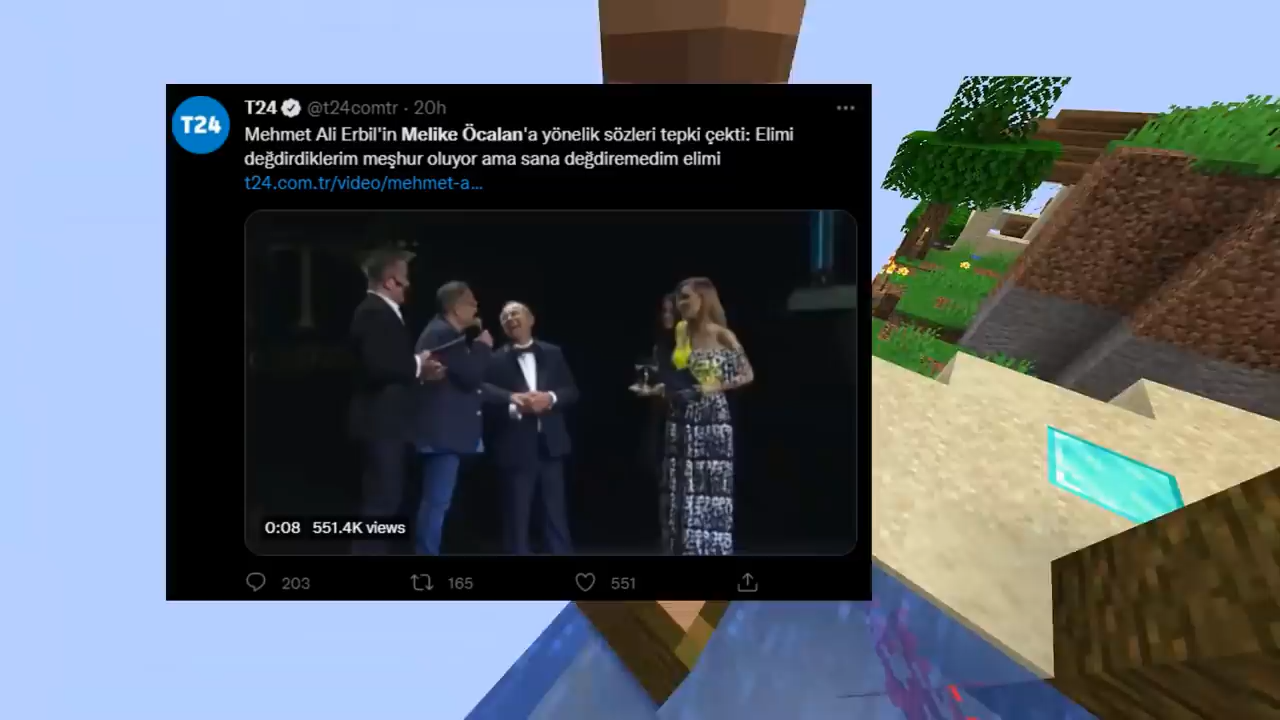 T24
T24 @t24comtr · 20h
Mehmet Ali Erbil'in Melike Öcalan'a yönelik sözleri tepki çekti: Elimi
değdirdiklerim meşhur oluyor ama sana değdiremedim elimi
t24.com.tr/video/mehmet-a...
0:08 551.4K views
203 165 551